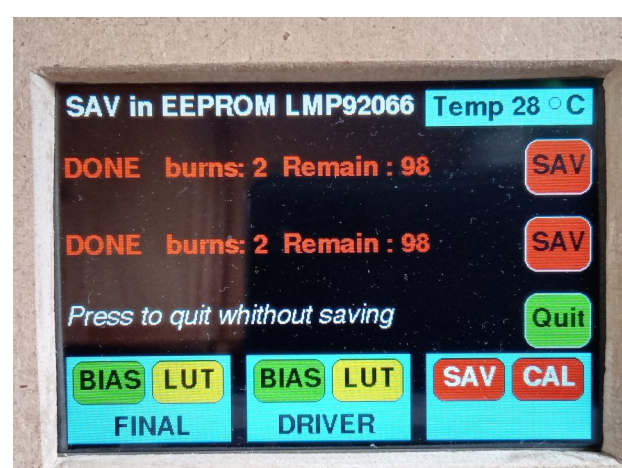 SAV in EEPROM LMP92066 Temp 28 °C
DONE burns: 2 Remain : 98 SAV
DONE burns: 2 Remain : 98 SAV
Press to quit whithout saving Quit
BIAS LUT BIAS LUT SAV CAL
FINAL DRIVER